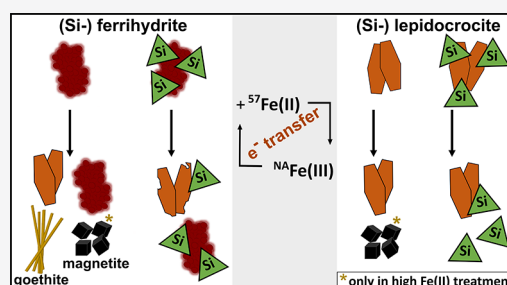 (Si-) ferrihydrite
(Si-) lepidocrocite
Si
Si
Si
Si
Si
Si
+ ⁵⁷Fe(II)
e⁻ transfer
ᴺᴬFe(III)
Si
Si
Si
Si
Si
Si
*
magnetite
goethite
*
* only in high Fe(II) treatmen